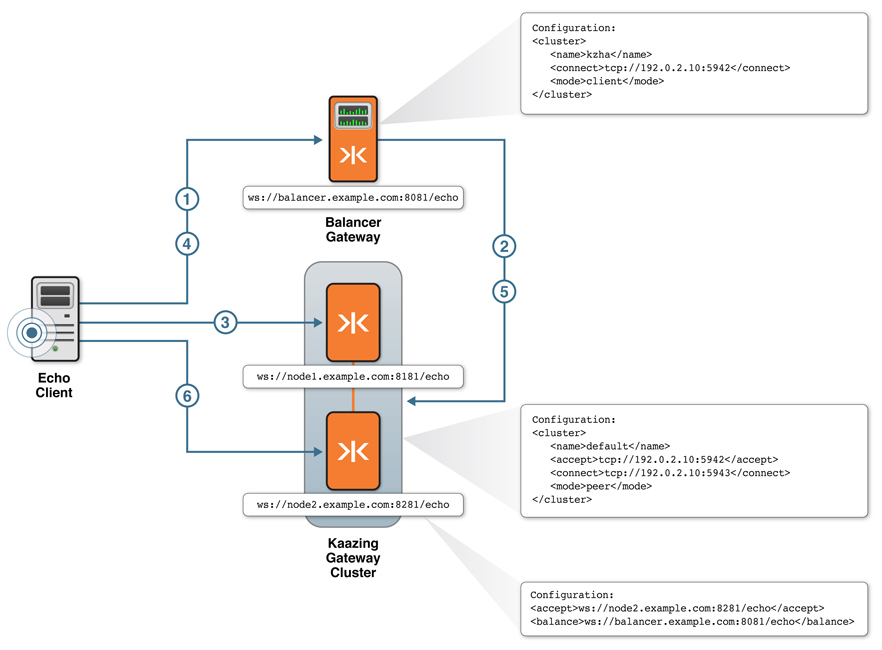 Configuration:
<cluster>
<name>kzha</name>
<connect>tcp://192.0.2.10:5942</connect>
<mode>client</mode>
</cluster>
ws://balancer.example.com:8081/echo
Balancer
Gateway
1
4
2
5
3
6
Echo
Client
ws://node1.example.com:8181/echo
ws://node2.example.com:8281/echo
Kaazing
Gateway
Cluster
Configuration:
<cluster>
<name>default</name>
<accept>tcp://192.0.2.10:5942</accept>
<connect>tcp://192.0.2.10:5943</connect>
<mode>peer</mode>
</cluster>
Configuration:
<accept>ws://node2.example.com:8281/echo</accept>
<balance>ws://balancer.example.com:8081/echo</balance>